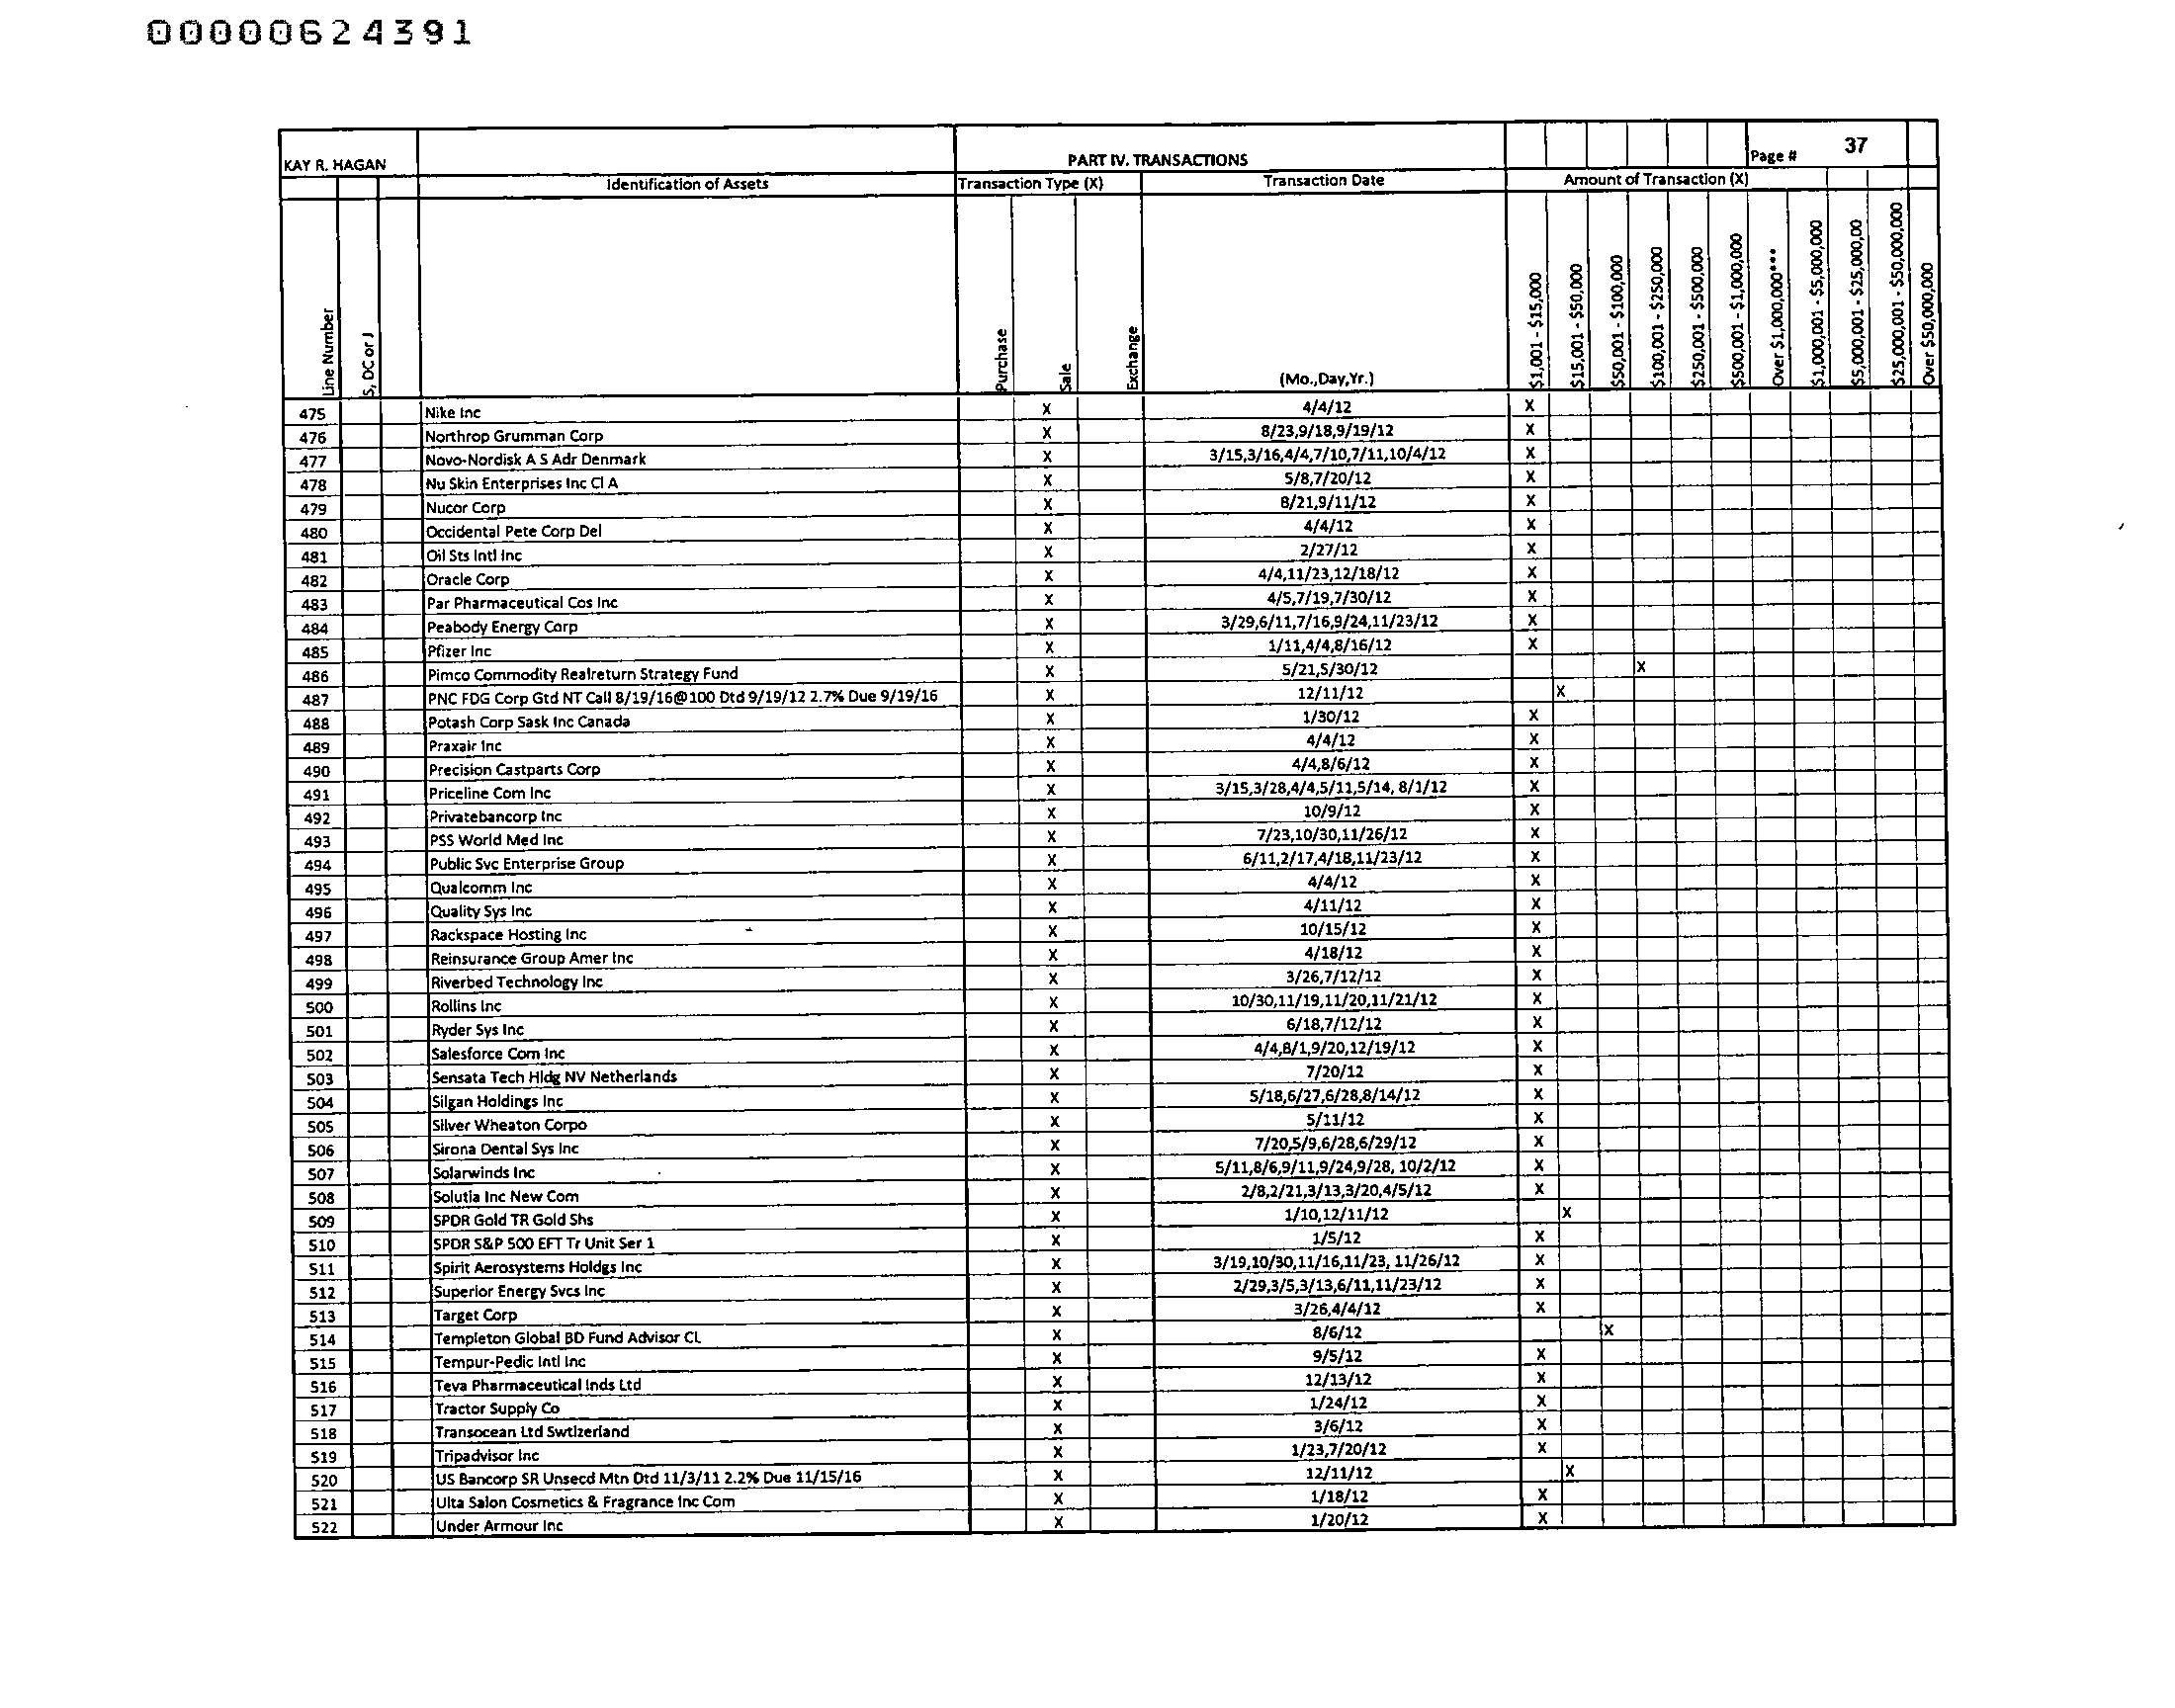 00000624391
KAY R. HAGAN PART IV. TRANSACTIONS Page # 37
Identification of Assets Transaction Type (X) Transaction Date Amount of Transaction (X)
Line Number S, DC or J Purchase Sale Exchange (Mo.,Day,Yr.) $1,001 - $15,000 $15,001 - $50,000 $50,001 - $100,000 $100,001 - $250,000 $250,001 - $500,000 $500,001 - $1,000,000 Over $1,000,000*** $1,000,001 - $5,000,000 $5,000,001 - $25,000,00 $25,000,001 - $50,000,000 Over $50,000,000
475 Nike Inc X 4/4/12 X
476 Northrop Grumman Corp X 8/23,9/18,9/19/12 X
477 Novo-Nordisk A S Adr Denmark X 3/15,3/16,4/4,7/10,7/11,10/4/12 X
478 Nu Skin Enterprises Inc Cl A X 5/8,7/20/12 X
479 Nucor Corp X 8/21,9/11/12 X
480 Occidental Pete Corp Del X 4/4/12 X
481 Oil Sts Intl Inc X 2/27/12 X
482 Oracle Corp X 4/4,11/23,12/18/12 X
483 Par Pharmaceutical Cos Inc X 4/5,7/19,7/30/12 X
484 Peabody Energy Corp X 3/29,6/11,7/16,9/24,11/23/12 X
485 Pfizer Inc X 1/11,4/4,8/16/12 X
486 Pimco Commodity Realreturn Strategy Fund X 5/21,5/30/12 X
487 PNC FDG Corp Gtd NT Call 8/19/16@100 Dtd 9/19/12 2.7% Due 9/19/16 X 12/11/12 X
488 Potash Corp Sask Inc Canada X 1/30/12 X
489 Praxair Inc X 4/4/12 X
490 Precision Castparts Corp X 4/4,8/6/12 X
491 Priceline Com Inc X 3/15,3/28,4/4,5/11,5/14, 8/1/12 X
492 Privatebancorp Inc X 10/9/12 X
493 PSS World Med Inc X 7/23,10/30,11/26/12 X
494 Public Svc Enterprise Group X 6/11,2/17,4/18,11/23/12 X
495 Qualcomm Inc X 4/4/12 X
496 Quality Sys Inc X 4/11/12 X
497 Rackspace Hosting Inc X 10/15/12 X
498 Reinsurance Group Amer Inc X 4/18/12 X
499 Riverbed Technology Inc X 3/26,7/12/12 X
500 Rollins Inc X 10/30,11/19,11/20,11/21/12 X
501 Ryder Sys Inc X 6/18,7/12/12 X
502 Salesforce Com Inc X 4/4,8/1,9/20,12/19/12 X
503 Sensata Tech Hldg NV Netherlands X 7/20/12 X
504 Silgan Holdings Inc X 5/18,6/27,6/28,8/14/12 X
505 Silver Wheaton Corpo X 5/11/12 X
506 Sirona Dental Sys Inc X 7/20,5/9,6/28,6/29/12 X
507 Solarwinds Inc X 5/11,8/6,9/11,9/24,9/28, 10/2/12 X
508 Solutia Inc New Com X 2/8,2/21,3/13,3/20,4/5/12 X
509 SPDR Gold TR Gold Shs X 1/10,12/11/12 X
510 SPDR S&P 500 EFT Tr Unit Ser 1 X 1/5/12 X
511 Spirit Aerosystems Holdgs Inc X 3/19,10/30,11/16,11/23, 11/26/12 X
512 Superior Energy Svcs Inc X 2/29,3/5,3/13,6/11,11/23/12 X
513 Target Corp X 3/26,4/4/12 X
514 Templeton Global BD Fund Advisor CL X 8/6/12 X
515 Tempur-Pedic Intl Inc X 9/5/12 X
516 Teva Pharmaceutical Inds Ltd X 12/13/12 X
517 Tractor Supply Co X 1/24/12 X
518 Transocean Ltd Swtizerland X 3/6/12 X
519 Tripadvisor Inc X 1/23,7/20/12 X
520 US Bancorp SR Unsecd Mtn Dtd 11/3/11 2.2% Due 11/15/16 X 12/11/12 X
521 Ulta Salon Cosmetics & Fragrance Inc Com X 1/18/12 X
522 Under Armour Inc X 1/20/12 X